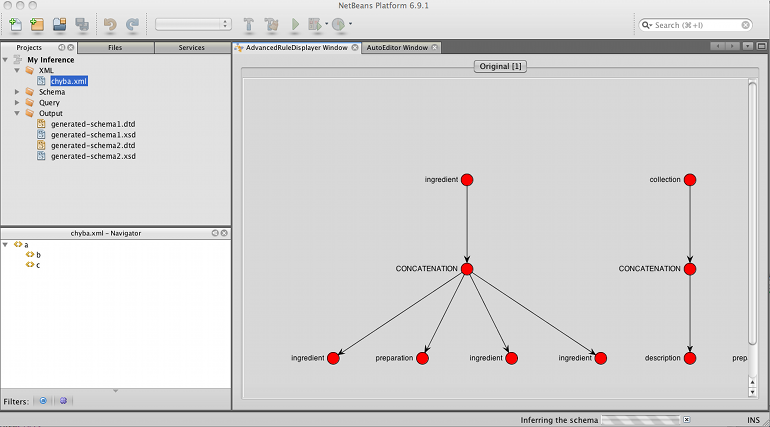 NetBeans Platform 6.9.1
Search (⌘+I)
Projects
Files
Services
My Inference
XML
chyba.xml
Schema
Query
Output
generated-schema1.dtd
generated-schema1.xsd
generated-schema2.dtd
generated-schema2.xsd
chyba.xml - Navigator
a
b
c
Filters:
AdvancedRuleDisplayer Window
AutoEditor Window
Original [1]
ingredient
collection
CONCATENATION
CONCATENATION
ingredient
preparation
ingredient
ingredient
description
prep
Inferring the schema
INS